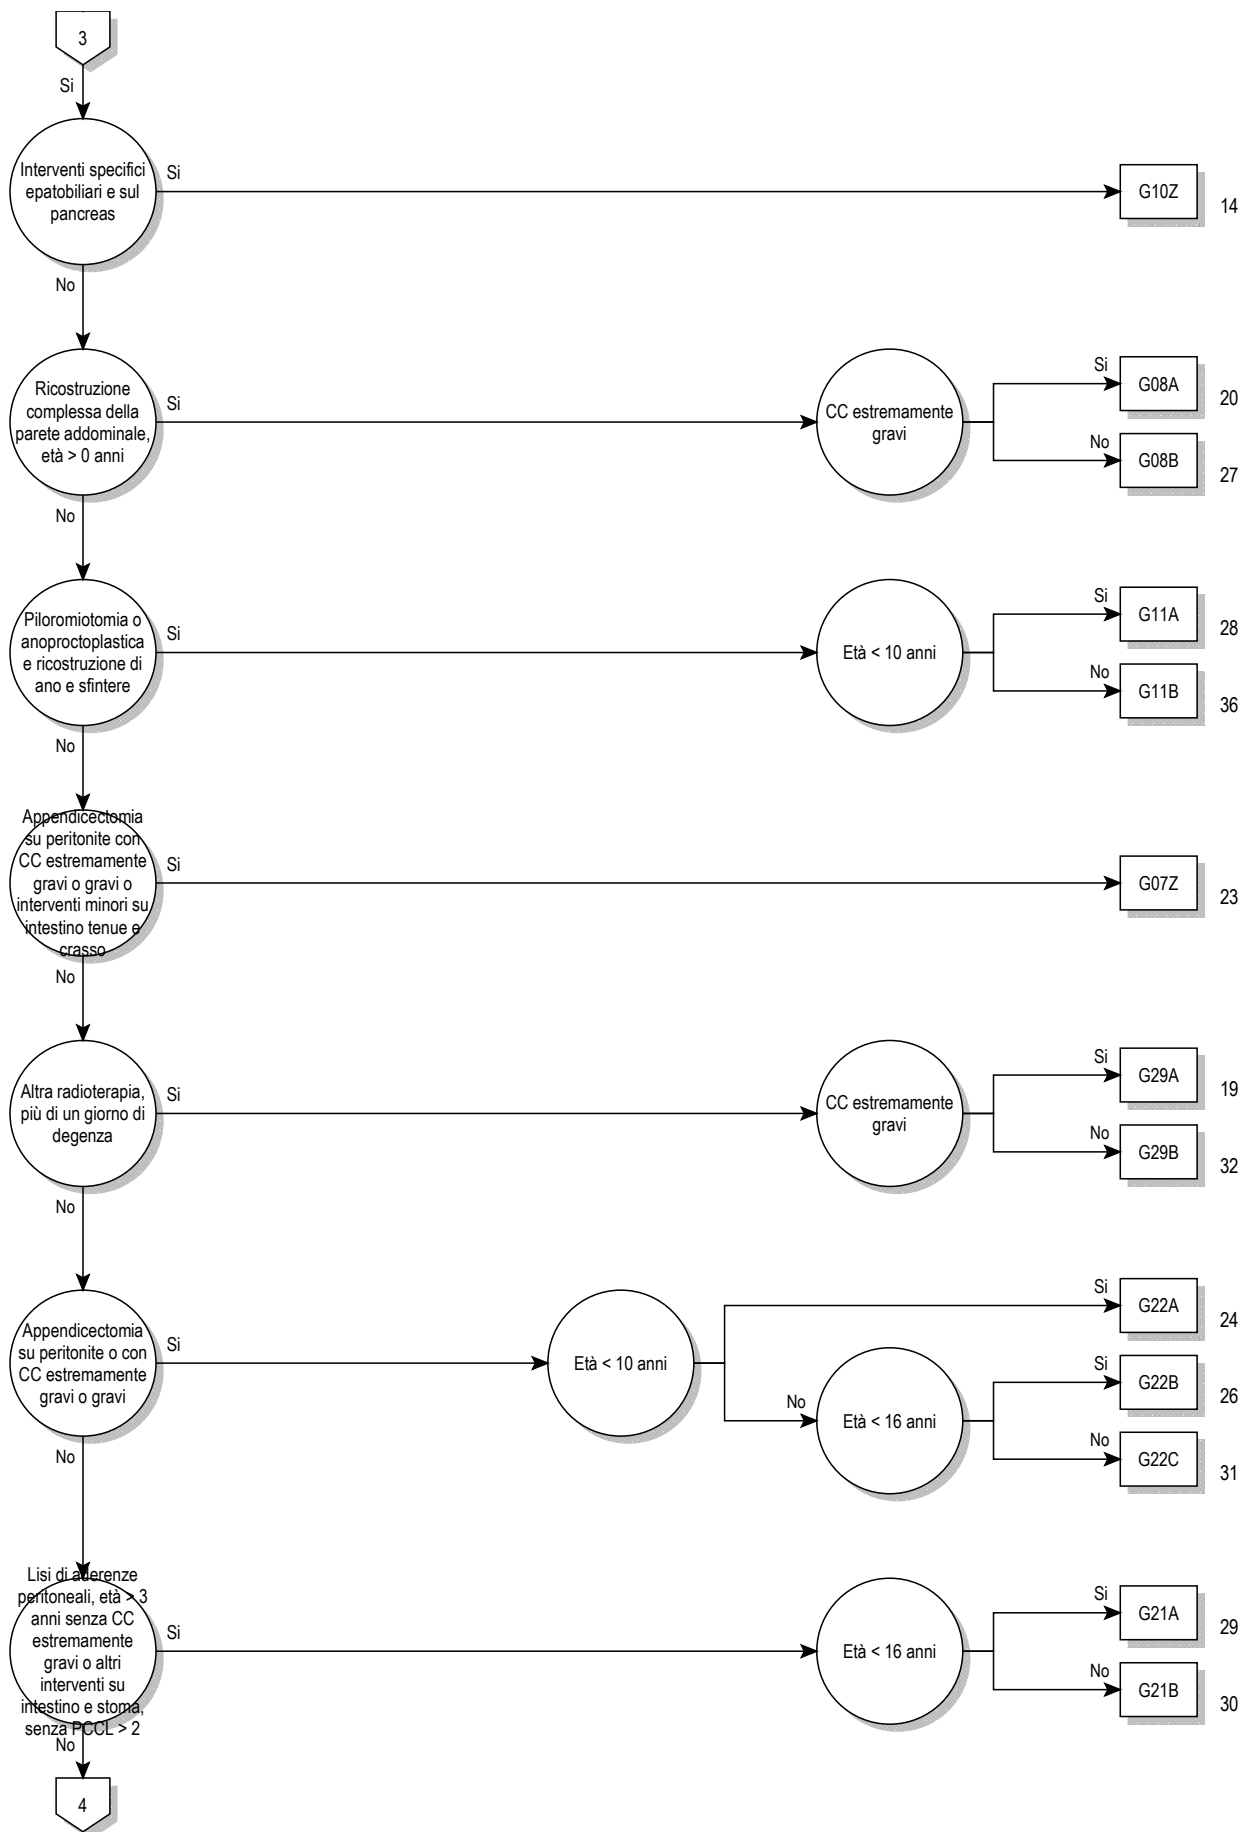 3
Si
Interventi specifici
epatobiliari e sul
pancreas
Si
G10Z
14
No
Ricostruzione
complessa della
parete addominale,
età > 0 anni
Si
CC estremamente
gravi
Si
G08A
20
No
G08B
27
No
Piloromiotomia o
anoproctoplastica
e ricostruzione di
ano e sfintere
Si
Età < 10 anni
Si
G11A
28
No
G11B
36
No
Appendicectomia
su peritonite con
CC estremamente
gravi o gravi o
interventi minori su
intestino tenue e
crasso
Si
G07Z
23
No
Altra radioterapia,
più di un giorno di
degenza
Si
CC estremamente
gravi
Si
G29A
19
No
G29B
32
No
Appendicectomia
su peritonite o con
CC estremamente
gravi o gravi
Si
Età < 10 anni
Si
G22A
24
No
Età < 16 anni
Si
G22B
26
No
G22C
31
No
Lisi di aderenze
peritoneali, età > 3
anni senza CC
estremamente
gravi o altri
interventi su
intestino e stoma,
senza PCCL > 2
Si
Età < 16 anni
Si
G21A
29
No
G21B
30
No
4